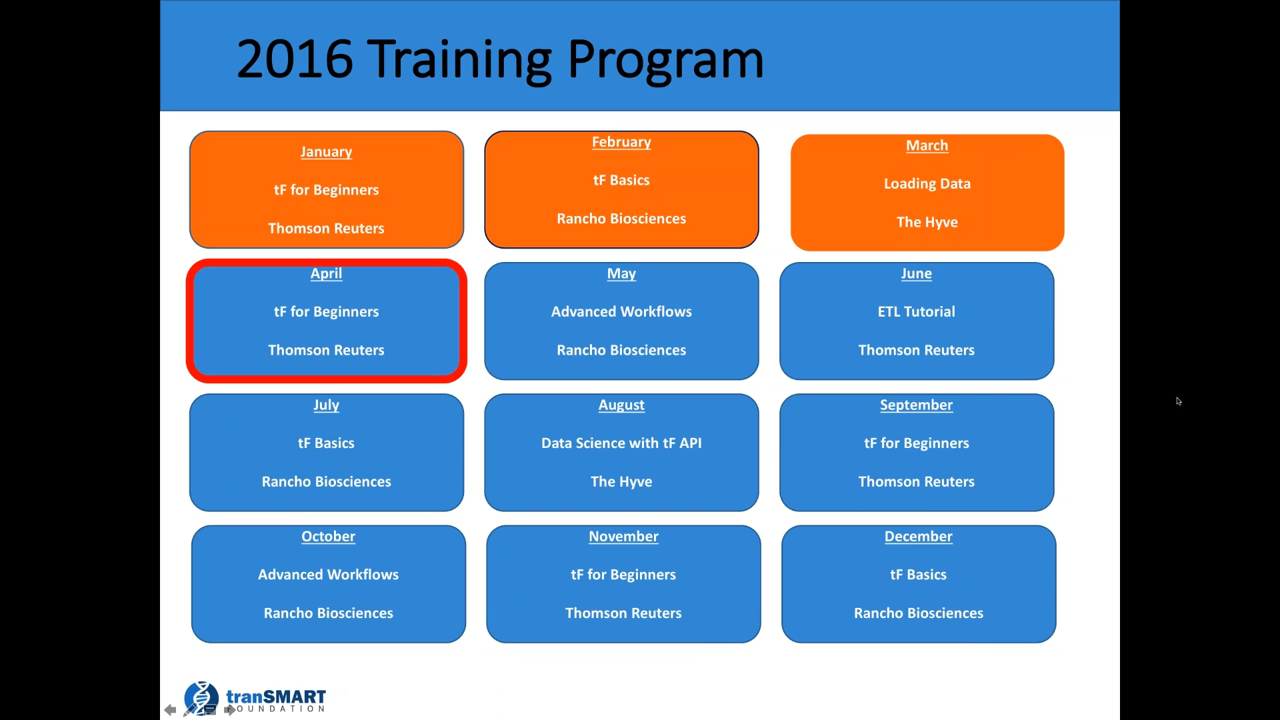 2016 Training Program
January
tF for Beginners
Thomson Reuters
February
tF Basics
Rancho Biosciences
March
Loading Data
The Hyve
April
tF for Beginners
Thomson Reuters
May
Advanced Workflows
Rancho Biosciences
June
ETL Tutorial
Thomson Reuters
July
tF Basics
Rancho Biosciences
August
Data Science with tF API
The Hyve
September
tF for Beginners
Thomson Reuters
October
Advanced Workflows
Rancho Biosciences
November
tF for Beginners
Thomson Reuters
December
tF Basics
Rancho Biosciences
tranSMART
FOUNDATION